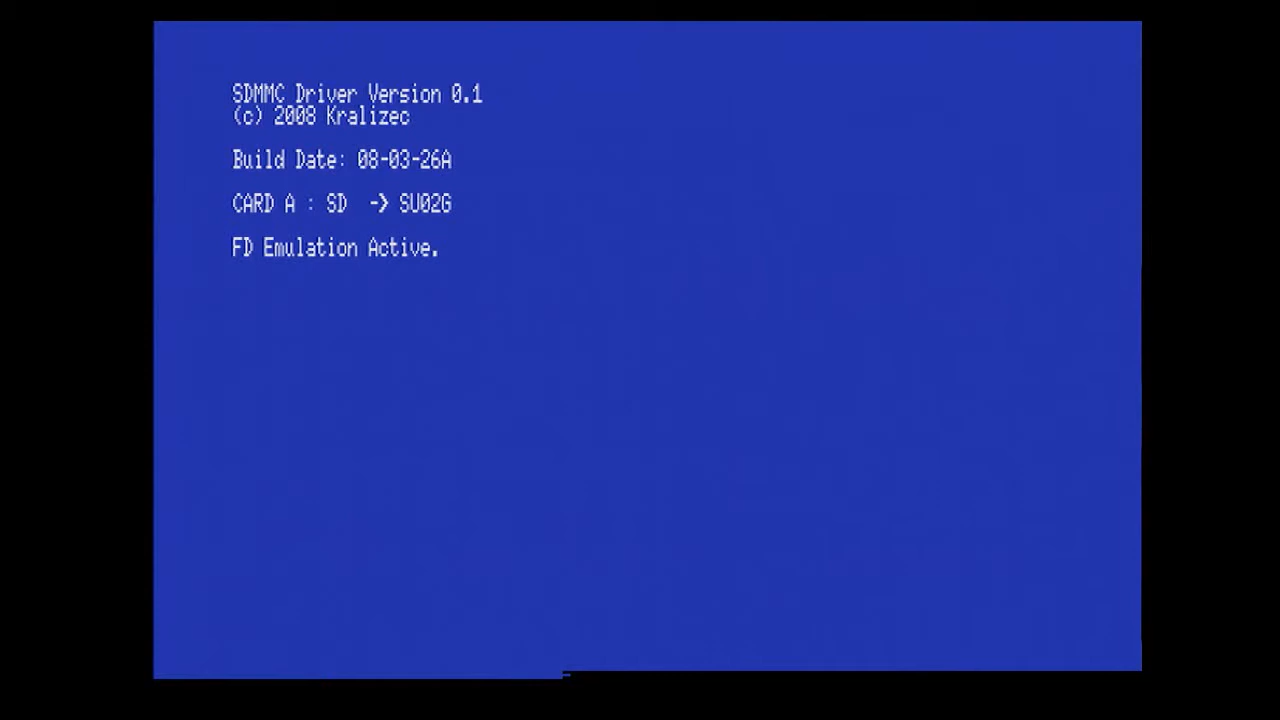 SDMMC Driver Version 0.1
(c) 2008 Kralizec
Build Date: 08-03-26A
CARD A : SD  -> SU02G
FD Emulation Active.